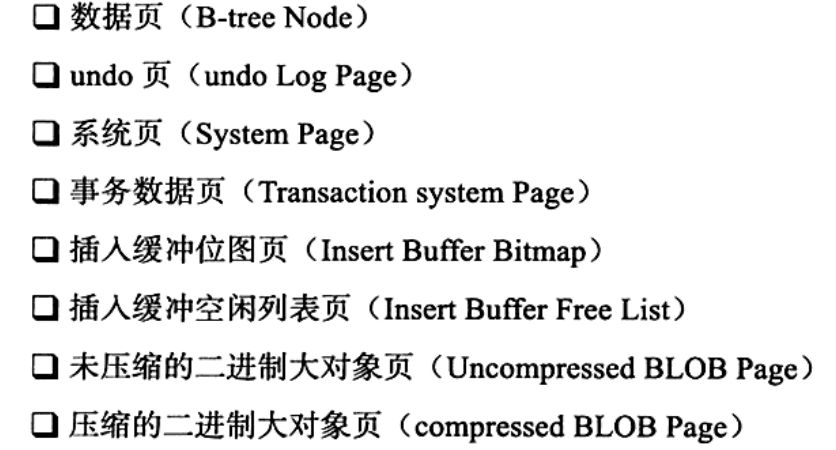 ❏ 数据页（B-tree Node）
❏ undo 页（undo Log Page）
❏ 系统页（System Page）
❏ 事务数据页（Transaction system Page）
❏ 插入缓冲位图页（Insert Buffer Bitmap）
❏ 插入缓冲空闲列表页（Insert Buffer Free List）
❏ 未压缩的二进制大对象页（Uncompressed BLOB Page）
❏ 压缩的二进制大对象页（compressed BLOB Page）